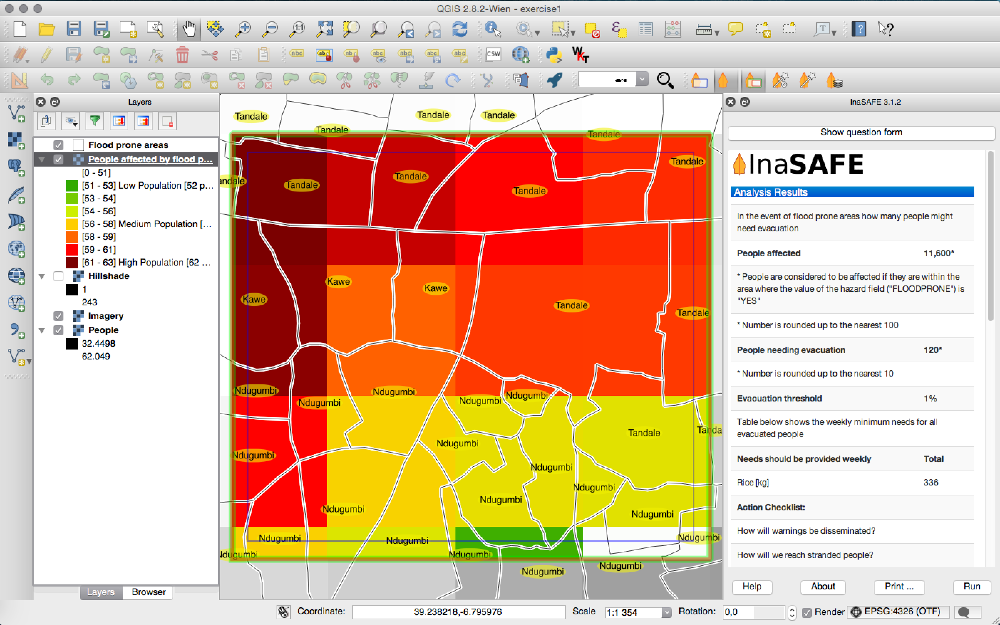 QGIS 2.8.2-Wien - exercise1
1:1
abc
ab
ab
abc
abc
abc
abc
CSW
WKT
T
Layers
InaSAFE 3.1.2
Flood prone areas
People affected by flood p...
[0 - 51]
[51 - 53] Low Population [52 p...
[53 - 54]
[54 - 56]
[56 - 58] Medium Population [...
[58 - 59]
[59 - 61]
[61 - 63] High Population [62 ...
Hillshade
1
243
Imagery
People
32.4498
62.049
Layers
Browser
Tandale
Tandale
Tandale
Tandale
Tandale
Tandale
andale
Tandale
Tandale
Tandale
Kawe
Kawe
Kawe
Tandale
Tandale
Ndugumbi
Ndugumbi
Ndugumbi
Ndugumbi
Ndugumbi
Tandale
Tanda
Ndugumbi
Ndugumbi
Ndugumbi
Ndugumbi
Ndugumbi
Ndugumbi
Ndugumbi
Ndugumbi
Ndugumbi
Ndugumbi
Ndugumbi
Ndugumbi
Ndugumbi
Ndugumbi
Show question form
InaSAFE
Analysis Results
In the event of flood prone areas how many people might
need evacuation
People affected 11,600*
* People are considered to be affected if they are within the
area where the value of the hazard field ("FLOODPRONE") is
"YES"
* Number is rounded up to the nearest 100
People needing evacuation 120*
* Number is rounded up to the nearest 10
Evacuation threshold 1%
Table below shows the weekly minimum needs for all
evacuated people
Needs should be provided weekly Total
Rice [kg] 336
Action Checklist:
How will warnings be disseminated?
How will we reach stranded people?
Help
About
Print ...
Run
Coordinate: 39.238218,-6.795976
Scale 1:1 354
Rotation: 0,0
Render
EPSG:4326 (OTF)